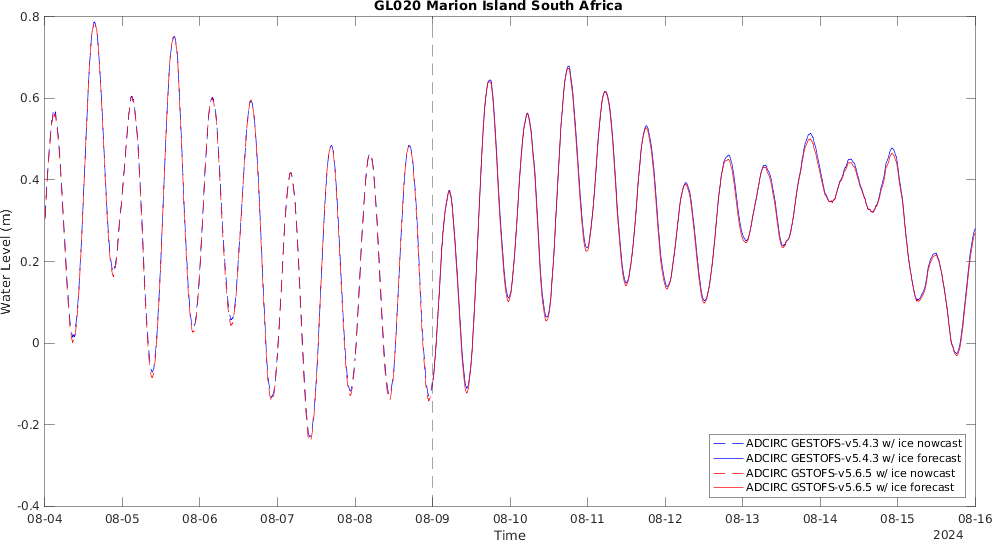 GL020 Marion Island South Africa
0.8
0.6
0.4
0.2
0
-0.2
-0.4
Water Level (m)
ADCIRC GESTOFS-v5.4.3 w/ ice nowcast
ADCIRC GESTOFS-v5.4.3 w/ ice forecast
ADCIRC GSTOFS-v5.6.5 w/ ice nowcast
ADCIRC GSTOFS-v5.6.5 w/ ice forecast
08-04 08-05 08-06 08-07 08-08 08-09 08-10 08-11 08-12 08-13 08-14 08-15 08-16
Time
2024